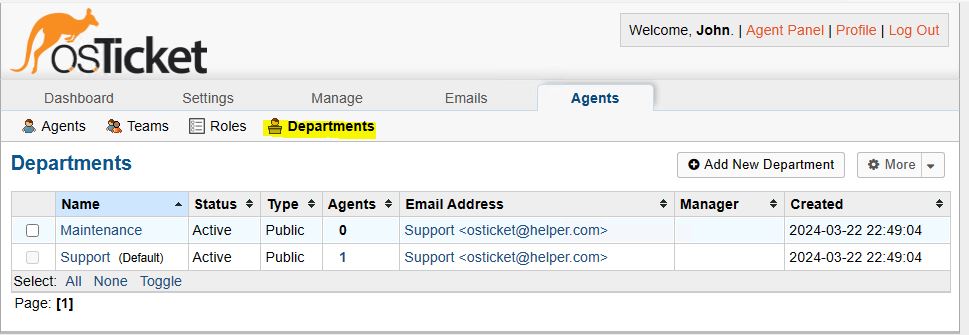 osTicket
Welcome, John. | Agent Panel | Profile | Log Out
Dashboard Settings Manage Emails Agents
Agents Teams Roles Departments
Departments
Add New Department More
Name Status Type Agents Email Address Manager Created
Maintenance Active Public 0 Support <osticket@helper.com> 2024-03-22 22:49:04
Support (Default) Active Public 1 Support <osticket@helper.com> 2024-03-22 22:49:04
Select: All None Toggle
Page: [1]